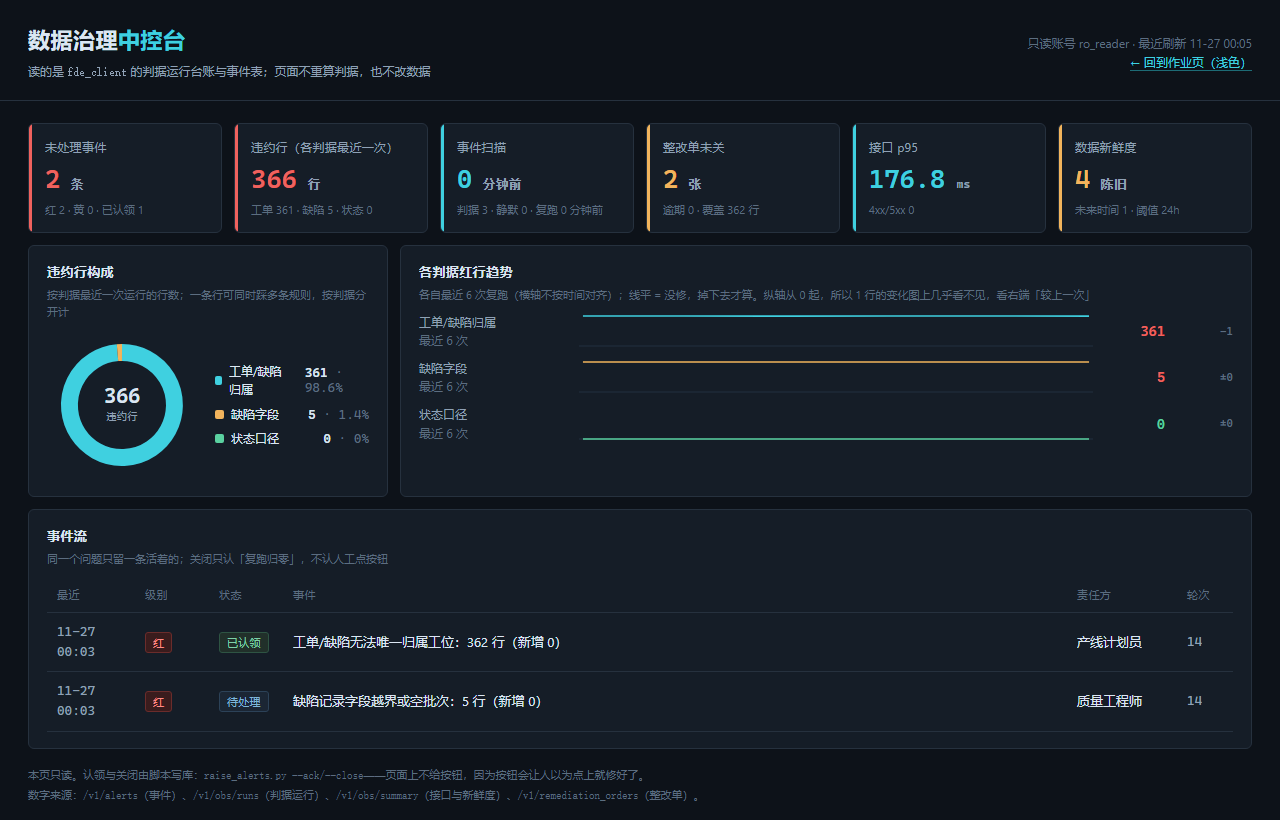 数据治理中控台
读的是 fde_client 的判据运行台账与事件表；页面不重算判据，也不改数据
只读账号 ro_reader · 最近刷新 11-27 00:05
← 回到作业页（浅色）
未处理事件
2 条
红 2 · 黄 0 · 已认领 1
违约行（各判据最近一次）
366 行
工单 361 · 缺陷 5 · 状态 0
事件扫描
0 分钟前
判据 3 · 静默 0 · 复跑 0 分钟前
整改单未关
2 张
逾期 0 · 覆盖 362 行
接口 p95
176.8 ms
4xx/5xx 0
数据新鲜度
4 陈旧
未来时间 1 · 阈值 24h
违约行构成
按判据最近一次运行的行数；一条行可同时踩多条规则，按判据分
开计
366
违约行
工单/缺陷
归属
361 ·
98.6%
缺陷字段 5 · 1.4%
状态口径 0 · 0%
各判据红行趋势
各自最近 6 次复跑（横轴不按时间对齐）；线平 = 没修，掉下去才算。纵轴从 0 起，所以 1 行的变化图上几乎看不见，看右端「较上一次」
工单/缺陷归属
最近 6 次
361 −1
缺陷字段
最近 6 次
5 ±0
状态口径
最近 6 次
0 ±0
事件流
同一个问题只留一条活着的；关闭只认「复跑归零」，不认人工点按钮
最近 级别 状态 事件 责任方 轮次
11-27
00:03
红 已认领 工单/缺陷无法唯一归属工位：362 行（新增 0） 产线计划员 14
11-27
00:03
红 待处理 缺陷记录字段越界或空批次：5 行（新增 0） 质量工程师 14
本页只读。认领与关闭由脚本写库：raise_alerts.py --ack/--close——页面上不给按钮，因为按钮会让人以为点上就修好了。
数字来源：/v1/alerts（事件）、/v1/obs/runs（判据运行）、/v1/obs/summary（接口与新鲜度）、/v1/remediation_orders（整改单）。